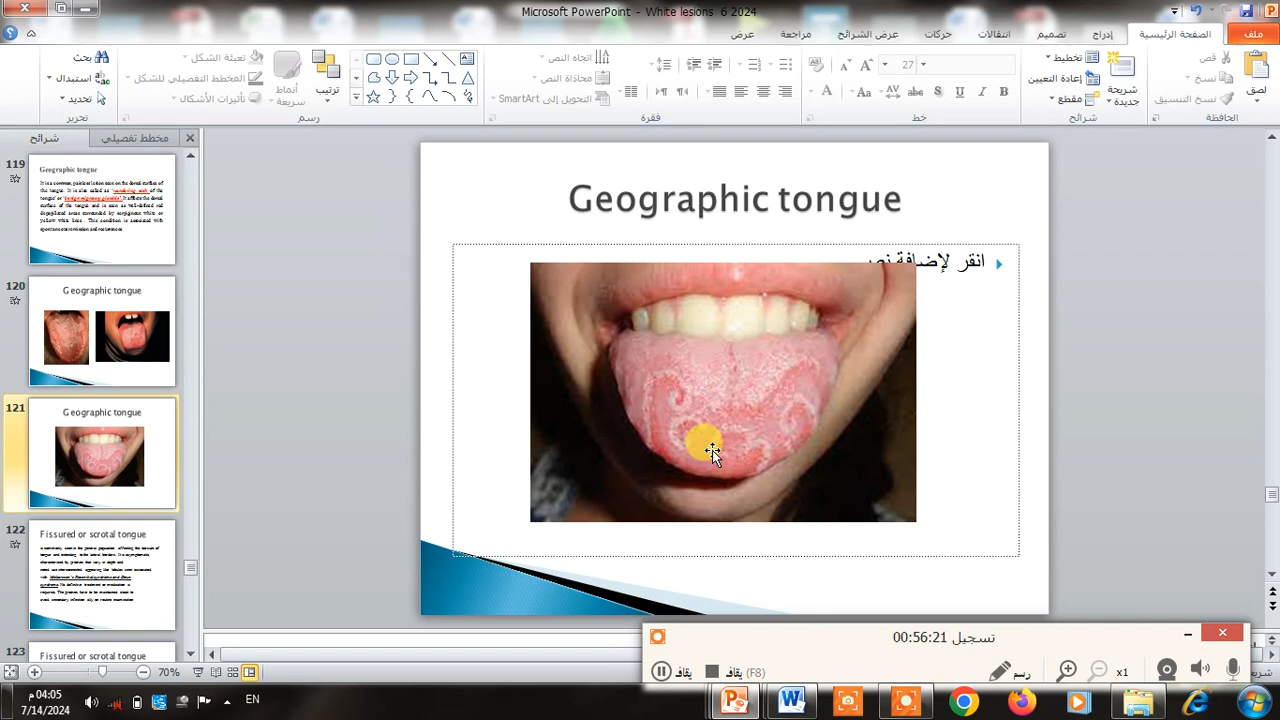 Microsoft PowerPoint - White lesions 6 2024
ملف
الصفحة الرئيسية
إدراج
تصميم
انتقالات
حركات
عرض الشرائح
مراجعة
عرض
لصق
قص
نسخ
نسخ التنسيق
الحافظة
شريحة جديدة
تخطيط
إعادة التعيين
مقطع
شرائح
27
خط
فقرة
اتجاه النص
محاذاة النص
التحويل إلى SmartArt
ترتيب
أنماط سريعة
تعبئة الشكل
المخطط التفصيلي للشكل
تأثيرات الأشكال
رسم
بحث
استبدال
تحديد
تحرير
شرائح
مخطط تفصيلي
119
Geographic tongue
120
Geographic tongue
121
Geographic tongue
122
Fissured or scrotal tongue
123
Fissured or scrotal tongue
Geographic tongue
انقر لإضافة نص
تسجيل 00:56:21
يقاف
يقاف (F8)
رسم
x1
70%
04:05 م
7/14/2024
EN